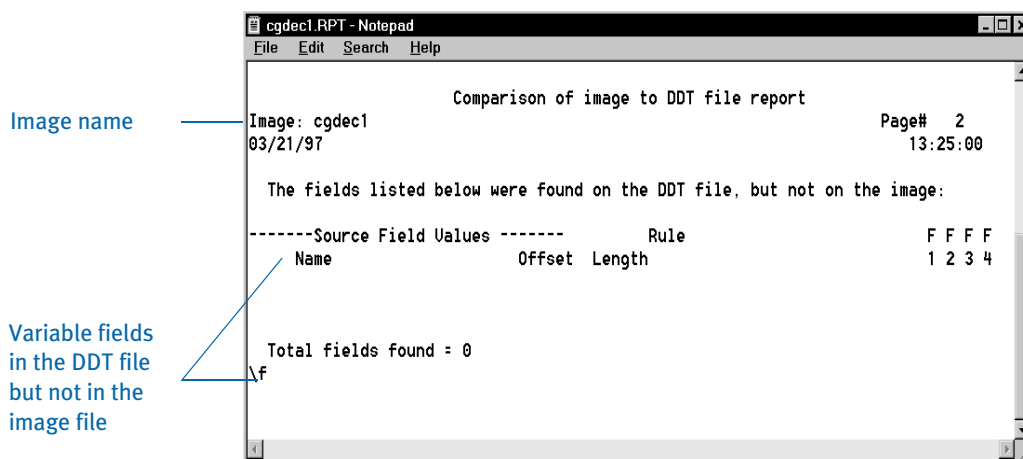 cgdec1.RPT - Notepad
File Edit Search Help
Comparison of image to DDT file report
Image name
Image: cgdec1 Page# 2
03/21/97 13:25:00
The fields listed below were found on the DDT file, but not on the image:
-------Source Field Values ------- Rule F F F F
Name Offset Length 1 2 3 4
Variable fields
in the DDT file
but not in the
image file
Total fields found = 0
\f